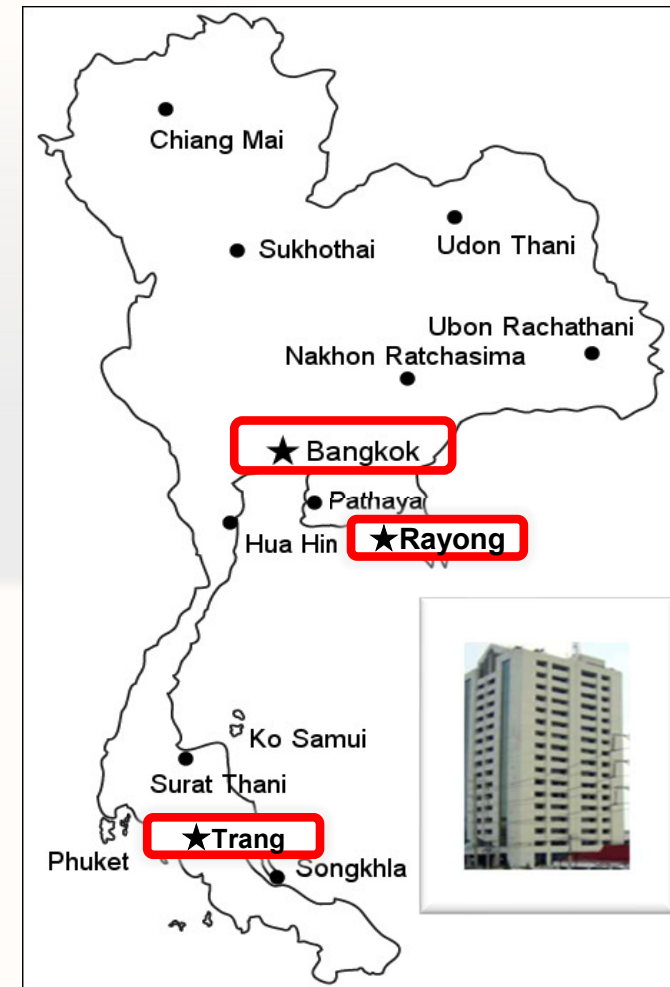 Chiang Mai
Sukhothai
Udon Thani
Ubon Rachathani
Nakhon Ratchasima
★ Bangkok
Pathaya
Hua Hin
★Rayong
Ko Samui
Surat Thani
★Trang
Phuket
Songkhla